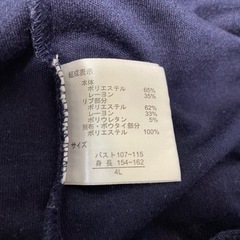 組成表示
本体
ポリエステル 65%
レーヨン 35%
リブ部分
ポリエステル 62%
レーヨン 33%
ポリウレタン 5%
別布・ボウタイ部分
ポリエステル 100%
サイズ
バスト107-115
身長 154-162
4L